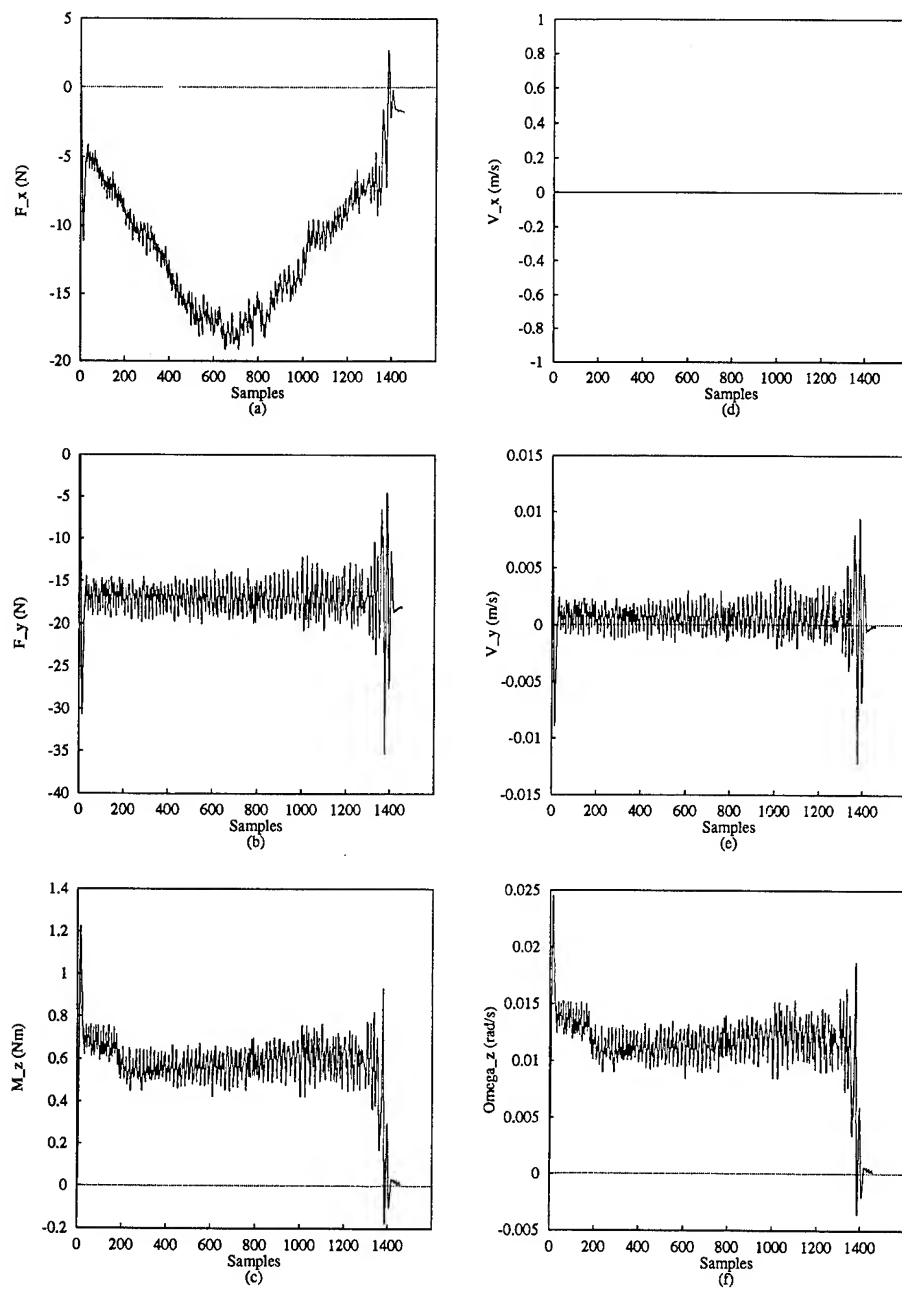 5
0
-5
-10
-15
-20
F_x (N)
0 200 400 600 800 1000 1200 1400
Samples
(a)
1
0.8
0.6
0.4
0.2
0
-0.2
-0.4
-0.6
-0.8
-1
V_x (m/s)
0 200 400 600 800 1000 1200 1400
Samples
(d)
0
-5
-10
-15
-20
-25
-30
-35
-40
F_y (N)
0 200 400 600 800 1000 1200 1400
Samples
(b)
0.015
0.01
0.005
0
-0.005
-0.01
-0.015
V_y (m/s)
0 200 400 600 800 1000 1200 1400
Samples
(e)
1.4
1.2
1
0.8
0.6
0.4
0.2
0
-0.2
M_z (Nm)
0 200 400 600 800 1000 1200 1400
Samples
(c)
0.025
0.02
0.015
0.01
0.005
0
-0.005
Omega_z (rad/s)
0 200 400 600 800 1000 1200 1400
Samples
(f)